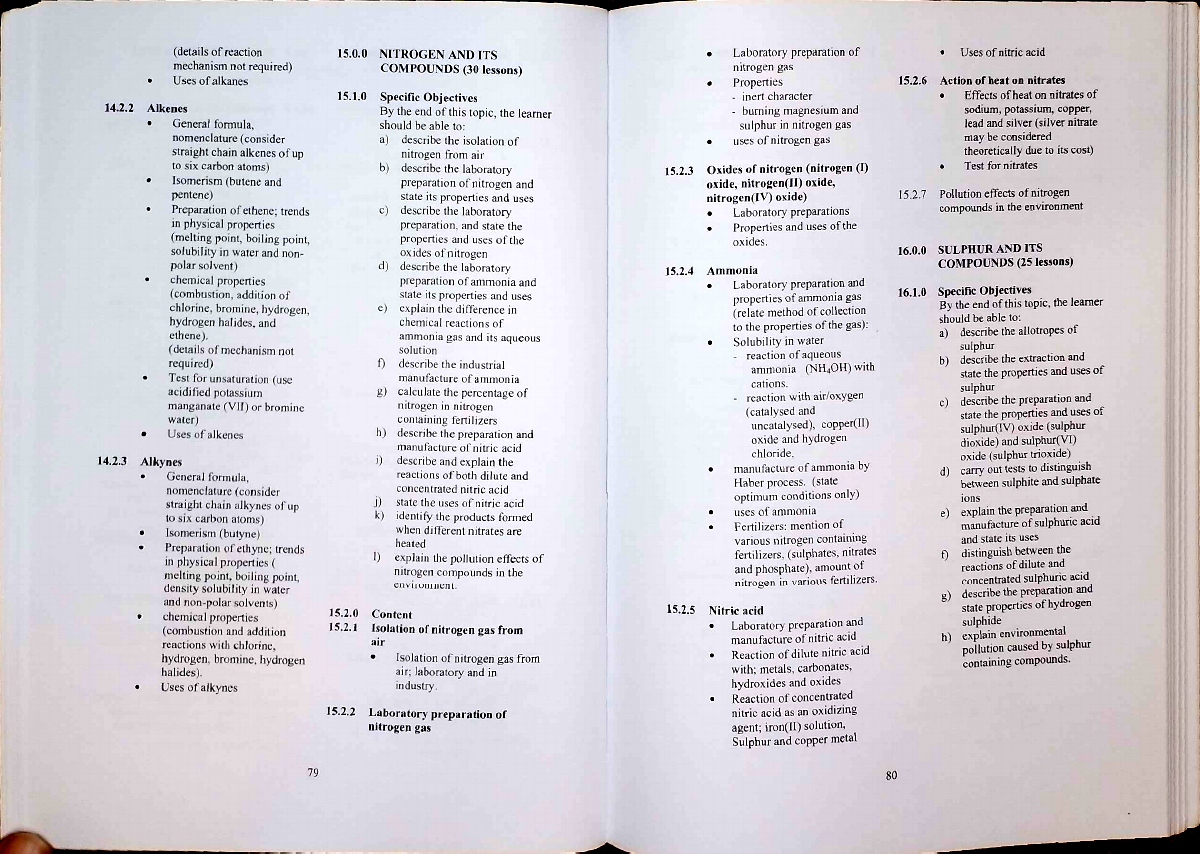 (details of reaction
mechanism not required)
• Uses of alkanes
14.2.2 Alkenes
• General formula,
nomenclature (consider
straight chain alkenes of up
to six carbon atoms)
• Isomerism (butene and
pentene)
• Preparation of ethene; trends
in physical properties
(melting point, boiling point,
solubility in water and non-
polar solvent)
• chemical properties
(combustion, addition of
chlorine, bromine, hydrogen,
hydrogen halides, and
ethene).
(details of mechanism not
required)
• Test for unsaturation (use
acidified potassium
manganate (VII) or bromine
water)
• Uses of alkenes
14.2.3 Alkynes
• General formula,
nomenclature (consider
straight chain alkynes of up
to six carbon atoms)
• Isomerism (butyne)
• Preparation of ethyne; trends
in physical properties (
melting point, boiling point,
density solubility in water
and non-polar solvents)
• chemical properties
(combustion and addition
reactions with chlorine,
hydrogen, bromine, hydrogen
halides).
• Uses of alkynes
15.0.0 NITROGEN AND ITS
COMPOUNDS (30 lessons)
15.1.0 Specific Objectives
By the end of this topic, the learner
should be able to:
a) describe the isolation of
nitrogen from air
b) describe the laboratory
preparation of nitrogen and
state its properties and uses
c) describe the laboratory
preparation, and state the
properties and uses of the
oxides of nitrogen
d) describe the laboratory
preparation of ammonia and
state its properties and uses
e) explain the difference in
chemical reactions of
ammonia gas and its aqueous
solution
f) describe the industrial
manufacture of ammonia
g) calculate the percentage of
nitrogen in nitrogen
containing fertilizers
h) describe the preparation and
manufacture of nitric acid
i) describe and explain the
reactions of both dilute and
concentrated nitric acid
j) state the uses of nitric acid
k) identify the products formed
when different nitrates are
heated
l) explain the pollution effects of
nitrogen compounds in the
environment.
15.2.0 Content
15.2.1 Isolation of nitrogen gas from
air
• Isolation of nitrogen gas from
air; laboratory and in
industry.
15.2.2 Laboratory preparation of
nitrogen gas
79
• Laboratory preparation of
nitrogen gas
• Properties
- inert character
- burning magnesium and
sulphur in nitrogen gas
• uses of nitrogen gas
15.2.3 Oxides of nitrogen (nitrogen (I)
oxide, nitrogen(II) oxide,
nitrogen(IV) oxide)
• Laboratory preparations
• Properties and uses of the
oxides.
15.2.4 Ammonia
• Laboratory preparation and
properties of ammonia gas
(relate method of collection
to the properties of the gas):
• Solubility in water
- reaction of aqueous
ammonia (NH₄OH) with
cations.
- reaction with air/oxygen
(catalysed and
uncatalysed), copper(II)
oxide and hydrogen
chloride.
• manufacture of ammonia by
Haber process. (state
optimum conditions only)
• uses of ammonia
• Fertilizers: mention of
various nitrogen containing
fertilizers, (sulphates, nitrates
and phosphate), amount of
nitrogen in various fertilizers.
15.2.5 Nitric acid
• Laboratory preparation and
manufacture of nitric acid
• Reaction of dilute nitric acid
with; metals, carbonates,
hydroxides and oxides
• Reaction of concentrated
nitric acid as an oxidizing
agent; iron(II) solution,
Sulphur and copper metal
• Uses of nitric acid
15.2.6 Action of heat on nitrates
• Effects of heat on nitrates of
sodium, potassium, copper,
lead and silver (silver nitrate
may be considered
theoretically due to its cost)
• Test for nitrates
15.2.7 Pollution effects of nitrogen
compounds in the environment
16.0.0 SULPHUR AND ITS
COMPOUNDS (25 lessons)
16.1.0 Specific Objectives
By the end of this topic, the learner
should be able to:
a) describe the allotropes of
sulphur
b) describe the extraction and
state the properties and uses of
sulphur
c) describe the preparation and
state the properties and uses of
sulphur(IV) oxide (sulphur
dioxide) and sulphur(VI)
oxide (sulphur trioxide)
d) carry out tests to distinguish
between sulphite and sulphate
ions
e) explain the preparation and
manufacture of sulphuric acid
and state its uses
f) distinguish between the
reactions of dilute and
concentrated sulphuric acid
g) describe the preparation and
state properties of hydrogen
sulphide
h) explain environmental
pollution caused by sulphur
containing compounds.
80